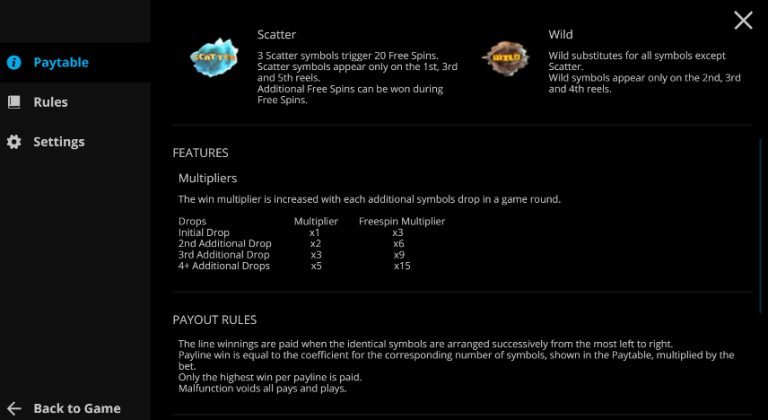 Paytable
Rules
Settings
Back to Game
SCATTER
Scatter
3 Scatter symbols trigger 20 Free Spins.
Scatter symbols appear only on the 1st, 3rd
and 5th reels.
Additional Free Spins can be won during
Free Spins.
WILD
Wild
Wild substitutes for all symbols except
Scatter.
Wild symbols appear only on the 2nd, 3rd
and 4th reels.
FEATURES
Multipliers
The win multiplier is increased with each additional symbols drop in a game round.
Drops Multiplier Freespin Multiplier
Initial Drop x1 x3
2nd Additional Drop x2 x6
3rd Additional Drop x3 x9
4+ Additional Drops x5 x15
PAYOUT RULES
The line winnings are paid when the identical symbols are arranged successively from the most left to right.
Payline win is equal to the coefficient for the corresponding number of symbols, shown in the Paytable, multiplied by the
bet.
Only the highest win per payline is paid.
Malfunction voids all pays and plays.